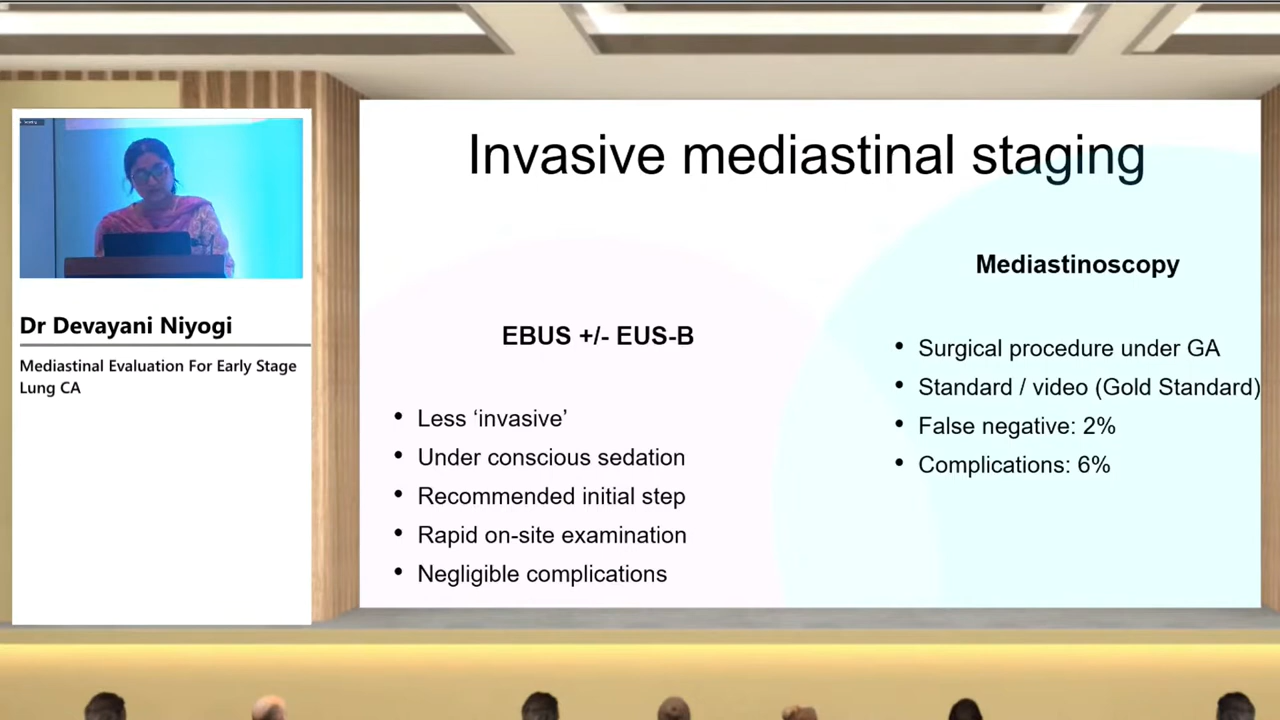 Invasive mediastinal staging
Mediastinoscopy
EBUS +/- EUS-B
• Surgical procedure under GA
• Standard / video (Gold Standard)
• False negative: 2%
• Complications: 6%
• Less ‘invasive’
• Under conscious sedation
• Recommended initial step
• Rapid on-site examination
• Negligible complications
Dr Devayani Niyogi
Mediastinal Evaluation For Early Stage
Lung CA